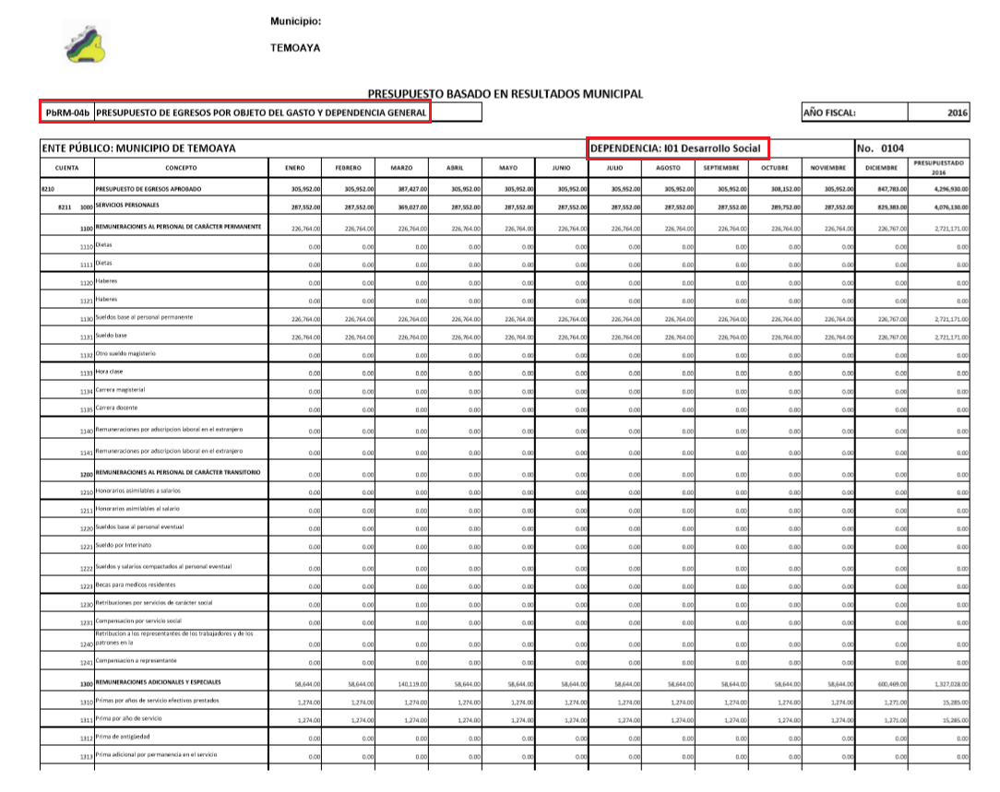 Municipio:
TEMOAYA
PRESUPUESTO BASADO EN RESULTADOS MUNICIPAL
PbRM-04b PRESUPUESTO DE EGRESOS POR OBJETO DEL GASTO Y DEPENDENCIA GENERAL AÑO FISCAL: 2016
ENTE PÚBLICO: MUNICIPIO DE TEMOAYA DEPENDENCIA: I01 Desarrollo Social No. 0104
CUENTA CONCEPTO ENERO FEBRERO MARZO ABRIL MAYO JUNIO JULIO AGOSTO SEPTIEMBRE OCTUBRE NOVIEMBRE DICIEMBRE PRESUPUESTADO 2016
8210 PRESUPUESTO DE EGRESOS APROBADO 305,952.00 305,952.00 387,427.00 305,952.00 305,952.00 305,952.00 305,952.00 305,952.00 305,952.00 308,152.00 305,952.00 847,783.00 4,296,930.00
8211 1000 SERVICIOS PERSONALES 287,552.00 287,552.00 369,027.00 287,552.00 287,552.00 287,552.00 287,552.00 287,552.00 287,552.00 289,752.00 287,552.00 829,383.00 4,076,130.00
1100 REMUNERACIONES AL PERSONAL DE CARÁCTER PERMANENTE 226,764.00 226,764.00 226,764.00 226,764.00 226,764.00 226,764.00 226,764.00 226,764.00 226,764.00 226,764.00 226,764.00 226,767.00 2,721,171.00
1110 Dietas 0.00 0.00 0.00 0.00 0.00 0.00 0.00 0.00 0.00 0.00 0.00 0.00 0.00
1111 Dietas 0.00 0.00 0.00 0.00 0.00 0.00 0.00 0.00 0.00 0.00 0.00 0.00 0.00
1120 Haberes 0.00 0.00 0.00 0.00 0.00 0.00 0.00 0.00 0.00 0.00 0.00 0.00 0.00
1121 Haberes 0.00 0.00 0.00 0.00 0.00 0.00 0.00 0.00 0.00 0.00 0.00 0.00 0.00
1130 Sueldos base al personal permanente 226,764.00 226,764.00 226,764.00 226,764.00 226,764.00 226,764.00 226,764.00 226,764.00 226,764.00 226,764.00 226,764.00 226,767.00 2,721,171.00
1131 Sueldo base 226,764.00 226,764.00 226,764.00 226,764.00 226,764.00 226,764.00 226,764.00 226,764.00 226,764.00 226,764.00 226,764.00 226,767.00 2,721,171.00
1132 Otro sueldo magisterio 0.00 0.00 0.00 0.00 0.00 0.00 0.00 0.00 0.00 0.00 0.00 0.00 0.00
1133 Hora clase 0.00 0.00 0.00 0.00 0.00 0.00 0.00 0.00 0.00 0.00 0.00 0.00 0.00
1134 Carrera magisterial 0.00 0.00 0.00 0.00 0.00 0.00 0.00 0.00 0.00 0.00 0.00 0.00 0.00
1135 Carrera docente 0.00 0.00 0.00 0.00 0.00 0.00 0.00 0.00 0.00 0.00 0.00 0.00 0.00
1140 Remuneraciones por adscripcion laboral en el extranjero 0.00 0.00 0.00 0.00 0.00 0.00 0.00 0.00 0.00 0.00 0.00 0.00 0.00
1141 Remuneraciones por adscripcion laboral en el extranjero 0.00 0.00 0.00 0.00 0.00 0.00 0.00 0.00 0.00 0.00 0.00 0.00 0.00
1200 REMUNERACIONES AL PERSONAL DE CARÁCTER TRANSITORIO 0.00 0.00 0.00 0.00 0.00 0.00 0.00 0.00 0.00 0.00 0.00 0.00 0.00
1210 Honorarios asimilables a salarios 0.00 0.00 0.00 0.00 0.00 0.00 0.00 0.00 0.00 0.00 0.00 0.00 0.00
1211 Honorarios asimilables al salario 0.00 0.00 0.00 0.00 0.00 0.00 0.00 0.00 0.00 0.00 0.00 0.00 0.00
1220 Sueldos base al personal eventual 0.00 0.00 0.00 0.00 0.00 0.00 0.00 0.00 0.00 0.00 0.00 0.00 0.00
1221 Sueldo por Interinato 0.00 0.00 0.00 0.00 0.00 0.00 0.00 0.00 0.00 0.00 0.00 0.00 0.00
1222 Sueldos y salarios compactados al personal eventual 0.00 0.00 0.00 0.00 0.00 0.00 0.00 0.00 0.00 0.00 0.00 0.00 0.00
1223 Becas para medicos residentes 0.00 0.00 0.00 0.00 0.00 0.00 0.00 0.00 0.00 0.00 0.00 0.00 0.00
1230 Retribuciones por servicios de carácter social 0.00 0.00 0.00 0.00 0.00 0.00 0.00 0.00 0.00 0.00 0.00 0.00 0.00
1231 Compensacion por servicio social 0.00 0.00 0.00 0.00 0.00 0.00 0.00 0.00 0.00 0.00 0.00 0.00 0.00
Retribucion a los representantes de los trabajadores y de los
1240 patrones en la 0.00 0.00 0.00 0.00 0.00 0.00 0.00 0.00 0.00 0.00 0.00 0.00 0.00
1241 Compensacion a representante 0.00 0.00 0.00 0.00 0.00 0.00 0.00 0.00 0.00 0.00 0.00 0.00 0.00
1300 REMUNERACIONES ADICIONALES Y ESPECIALES 58,644.00 58,644.00 140,119.00 58,644.00 58,644.00 58,644.00 58,644.00 58,644.00 58,644.00 58,644.00 58,644.00 600,469.00 1,327,028.00
1310 Primas por años de servicio efectivos prestados 1,274.00 1,274.00 1,274.00 1,274.00 1,274.00 1,274.00 1,274.00 1,274.00 1,274.00 1,274.00 1,274.00 1,271.00 15,285.00
1311 Prima por año de servicio 1,274.00 1,274.00 1,274.00 1,274.00 1,274.00 1,274.00 1,274.00 1,274.00 1,274.00 1,274.00 1,274.00 1,271.00 15,285.00
1312 Prima de antigüedad 0.00 0.00 0.00 0.00 0.00 0.00 0.00 0.00 0.00 0.00 0.00 0.00 0.00
1313 Prima adicional por permanencia en el servicio 0.00 0.00 0.00 0.00 0.00 0.00 0.00 0.00 0.00 0.00 0.00 0.00 0.00